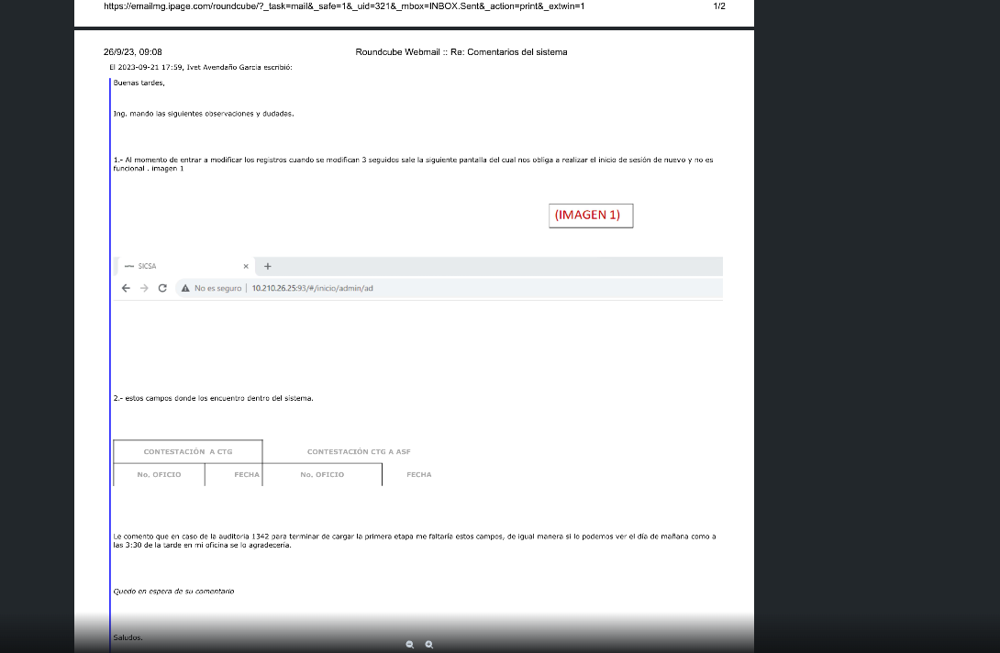 https://emailmg.ipage.com/roundcube/?_task=mail&_safe=1&_uid=321&_mbox=INBOX.Sent&_action=print&_extwin=1 1/2
26/9/23, 09:08 Roundcube Webmail :: Re: Comentarios del sistema
El 2023-09-21 17:59, Ivet Avendaño Garcia escribió:
Buenas tardes,
Ing. mando las siguientes observaciones y dudadas.
1.- Al momento de entrar a modificar los registros cuando se modifican 3 seguidos sale la siguiente pantalla del cual nos obliga a realizar el inicio de sesión de nuevo y no es
funcional . imagen 1
(IMAGEN 1)
SICSA
No es seguro | 10.210.26.25:93/#/inicio/admin/ad
2.- estos campos donde los encuentro dentro del sistema.
CONTESTACIÓN A CTG CONTESTACIÓN CTG A ASF
No. OFICIO FECHA No. OFICIO FECHA
Le comento que en caso de la auditoria 1342 para terminar de cargar la primera etapa me faltaría estos campos, de igual manera si lo podemos ver el día de mañana como a
las 3:30 de la tarde en mi oficina se lo agradecería.
Quedo en espera de su comentario
Saludos.